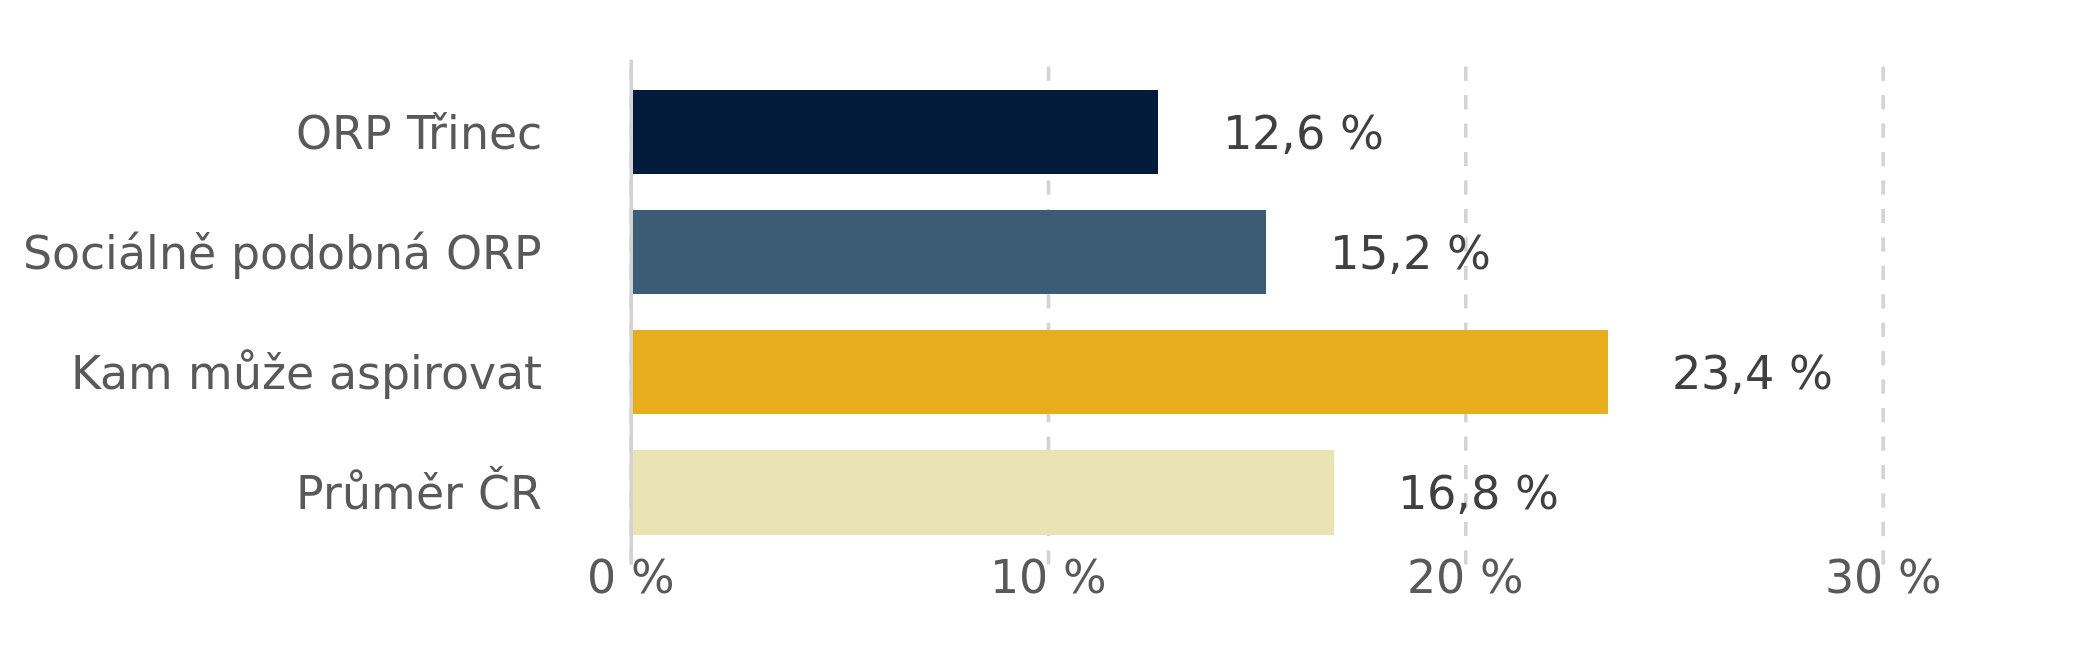 ORP Třinec 12,6 %
Sociálně podobná ORP 15,2 %
Kam může aspirovat 23,4 %
Průměr ČR 16,8 %
0 % 10 % 20 % 30 %